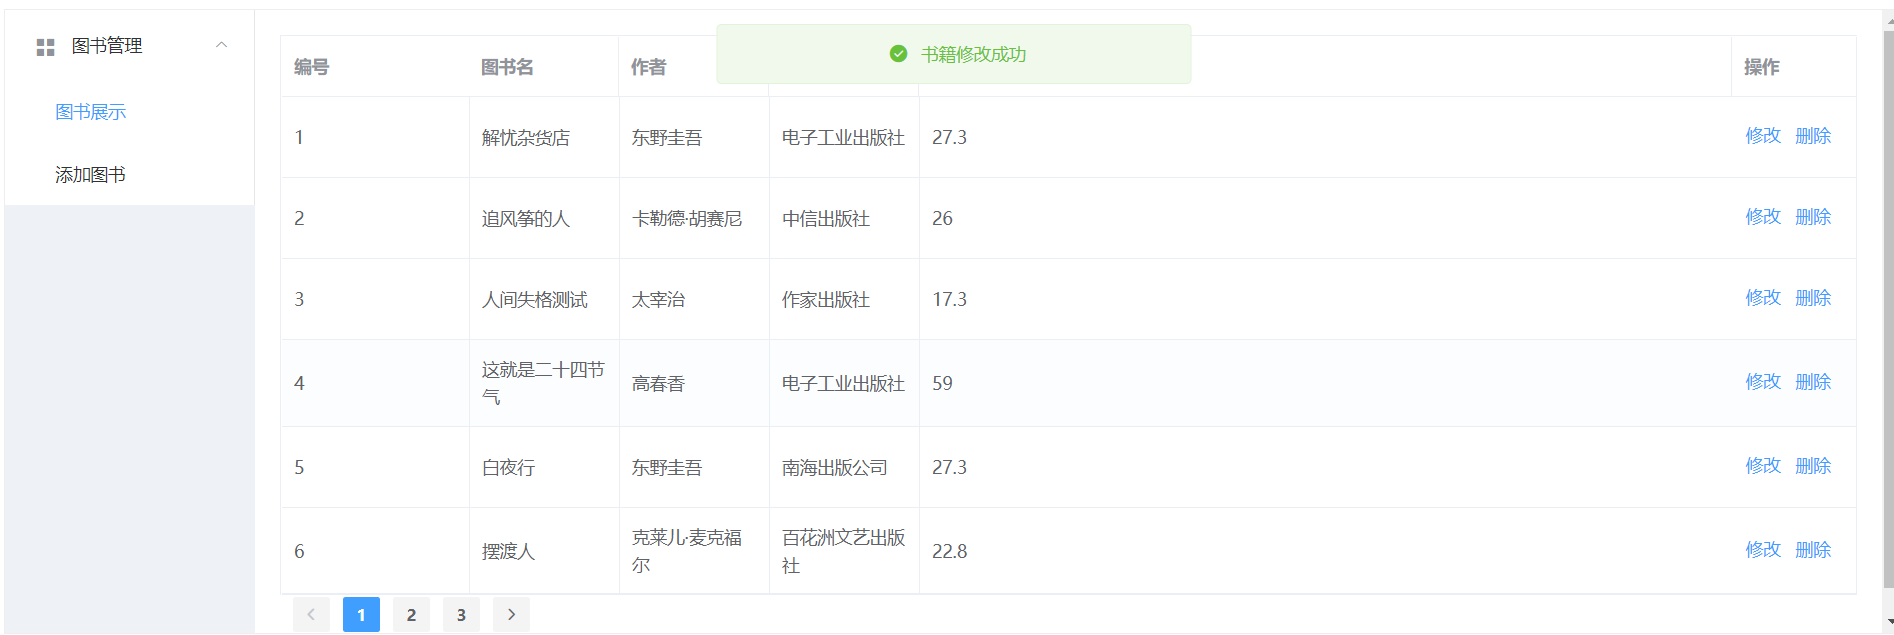 图书管理
图书展示
添加图书
书籍修改成功
编号 图书名 作者 操作
1 解忧杂货店 东野圭吾 电子工业出版社 27.3 修改 删除
2 追风筝的人 卡勒德·胡赛尼 中信出版社 26 修改 删除
3 人间失格测试 太宰治 作家出版社 17.3 修改 删除
4 这就是二十四节
气 高春香 电子工业出版社 59 修改 删除
5 白夜行 东野圭吾 南海出版公司 27.3 修改 删除
6 摆渡人 克莱儿·麦克福
尔 百花洲文艺出版
社 22.8 修改 删除
1 2 3